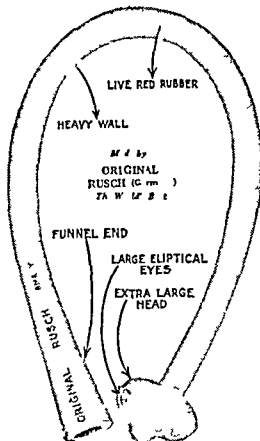 LIVE RED RUBBER
HEAVY WALL
ORIGINAL
RUSCH
FUNNEL END
LARGE ELIPTICAL
EYES
EXTRA LARGE
HEAD
ORIGINAL RUSCH